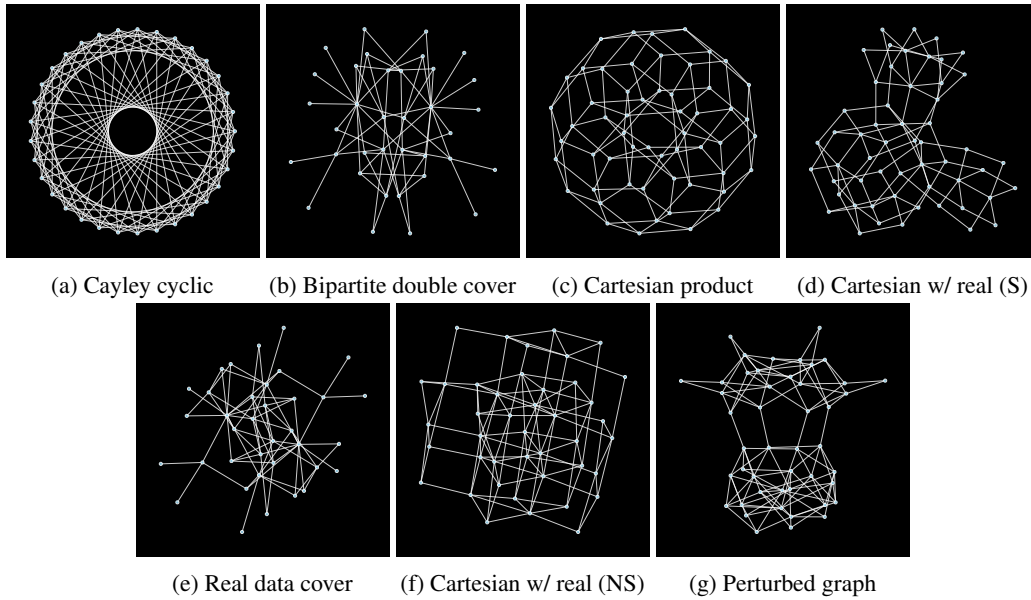 (a) Cayley cyclic (b) Bipartite double cover (c) Cartesian product (d) Cartesian w/ real (S)
(e) Real data cover (f) Cartesian w/ real (NS) (g) Perturbed graph